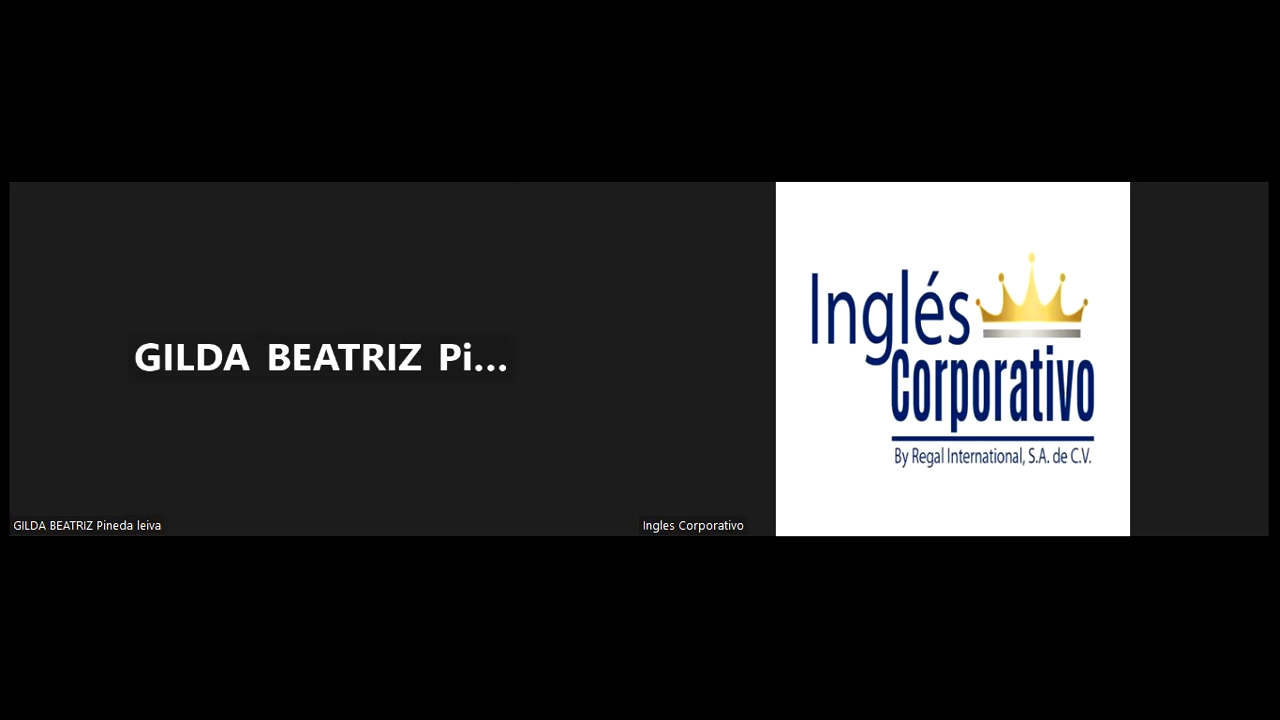 GILDA BEATRIZ Pi...
GILDA BEATRIZ Pineda leiva
Inglés
Corporativo
By Regal International, S.A. de C.V.
Ingles Corporativo